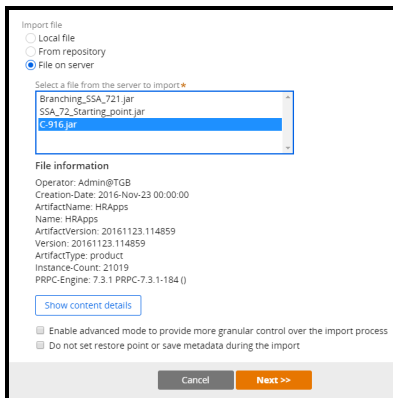 Import file
Local file
From repository
File on server
Select a file from the server to import★
Branching_SSA_721.jar
SSA_72_Starting_point.jar
C-916.jar
File information
Operator: Admin@TGB
Creation-Date: 2016-Nov-23 00:00:00
ArtifactName: HRApps
Name: HRApps
ArtifactVersion: 20161123.114859
Version: 20161123.114859
ArtifactType: product
Instance-Count: 21019
PRPC-Engine: 7.3.1 PRPC-7.3.1-184 ()
Show content details
Enable advanced mode to provide more granular control over the import process
Do not set restore point or save metadata during the import
Cancel
Next >>